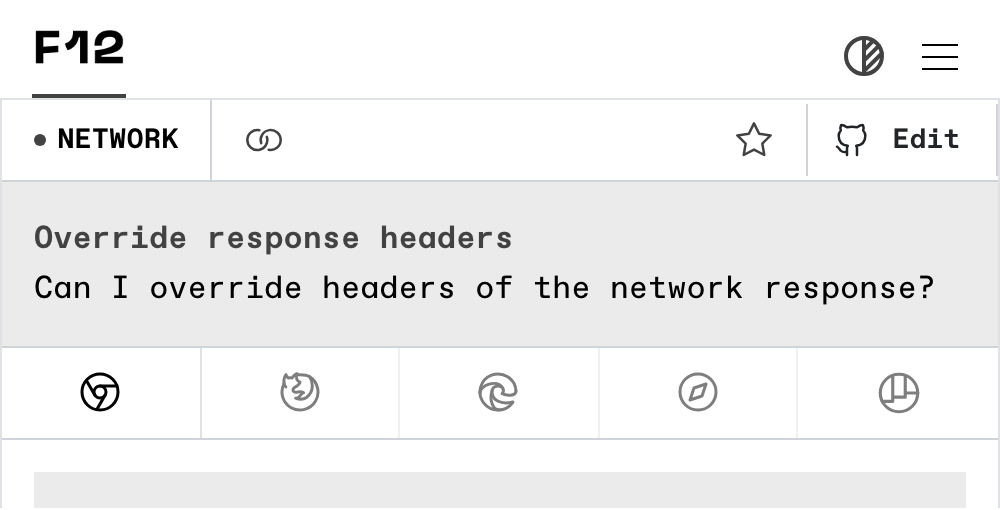 F12
NETWORK
Edit
Override response headers
Can I override headers of the network response?